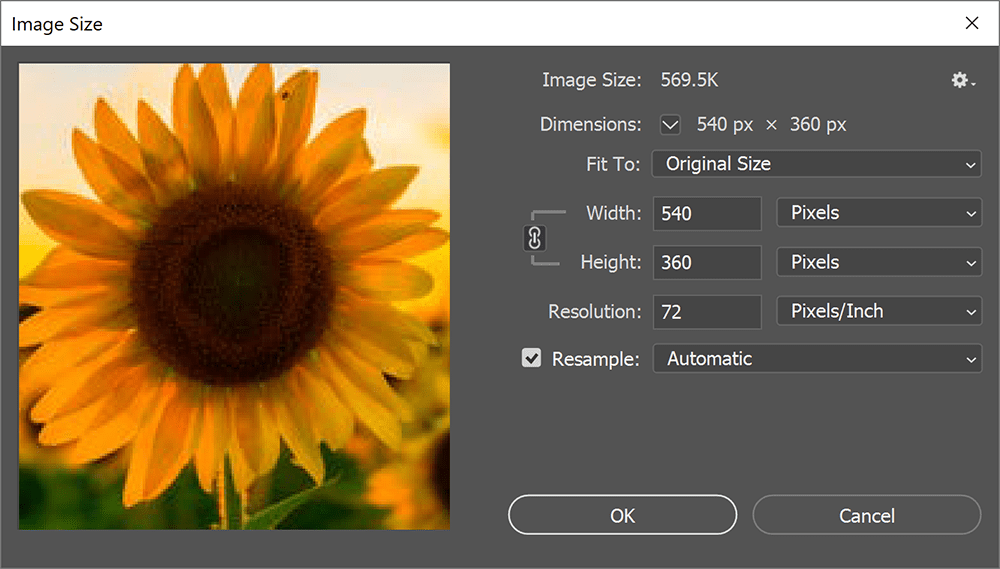 Image Size
Image Size: 569.5K
Dimensions: 540 px × 360 px
Fit To: Original Size
Width: 540 Pixels
Height: 360 Pixels
Resolution: 72 Pixels/Inch
Resample: Automatic
OK Cancel